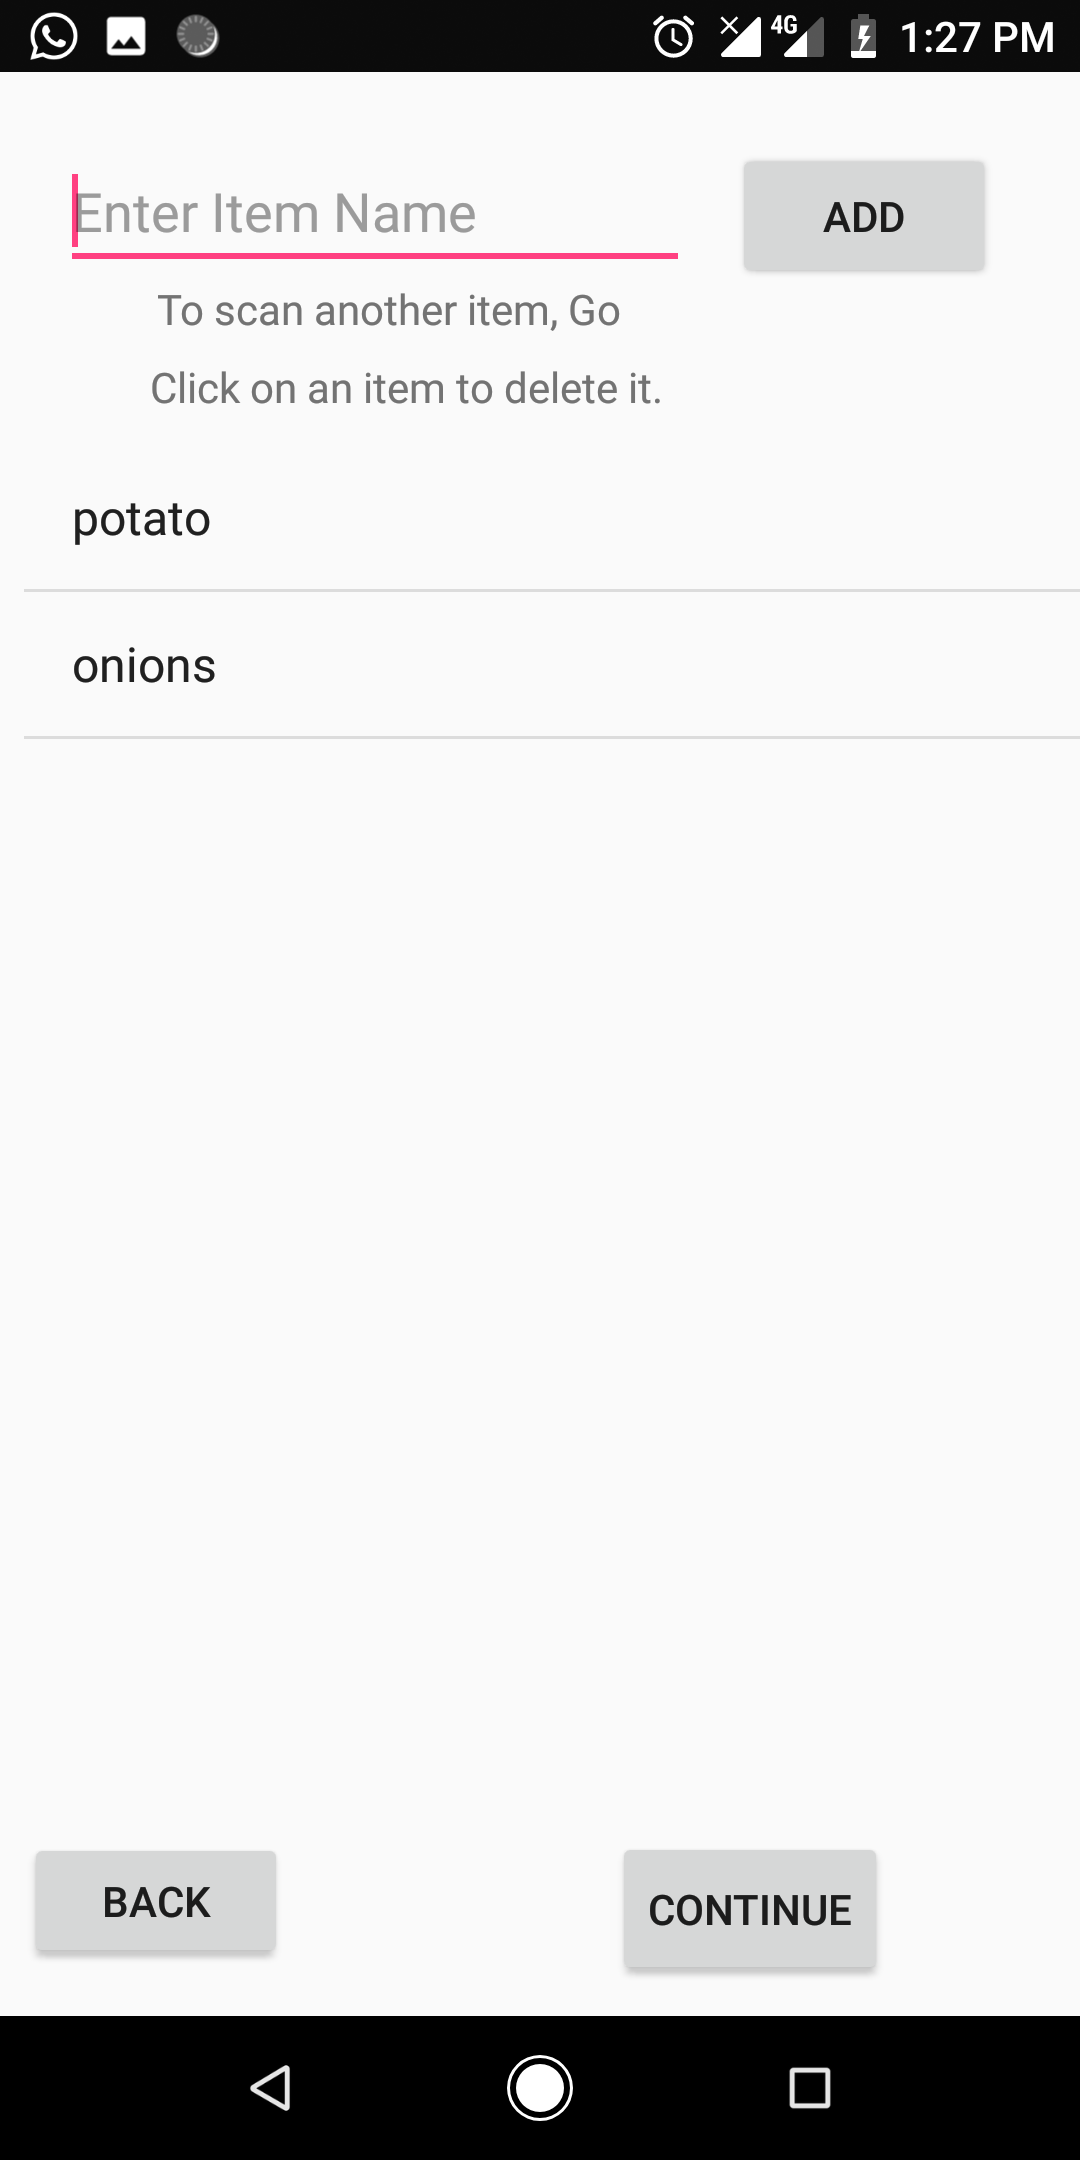 4G 1:27 PM
Enter Item Name
ADD
To scan another item, Go
Click on an item to delete it.
potato
onions
BACK
CONTINUE